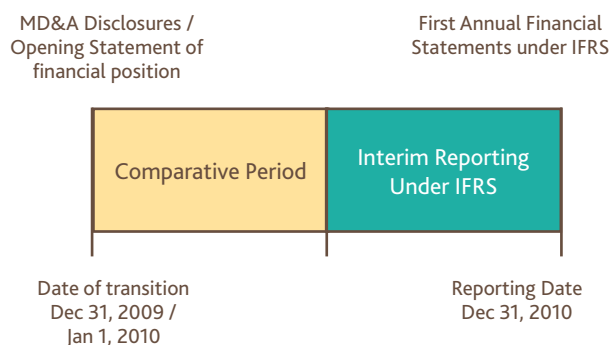 MD&A Disclosures /
Opening Statement of
financial position
First Annual Financial
Statements under IFRS
Comparative Period
Interim Reporting
Under IFRS
Date of transition
Dec 31, 2009 /
Jan 1, 2010
Reporting Date
Dec 31, 2010